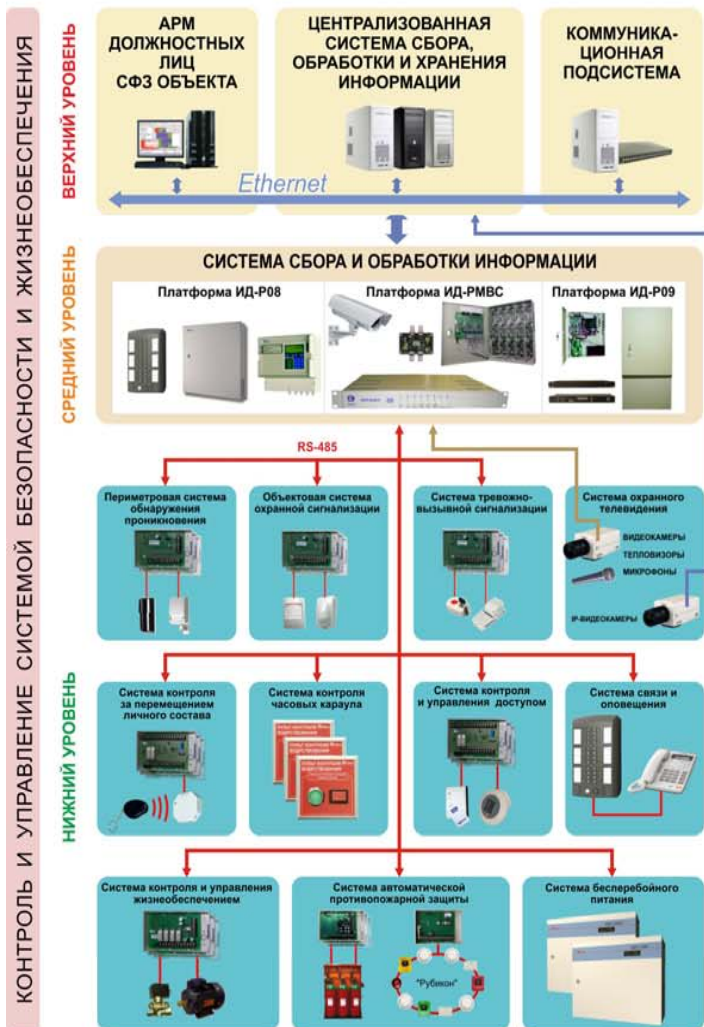 КОНТРОЛЬ И УПРАВЛЕНИЕ СИСТЕМОЙ БЕЗОПАСНОСТИ И ЖИЗНЕОБЕСПЕЧЕНИЯ
ВЕРХНИЙ УРОВЕНЬ
АРМ
ДОЛЖНОСТНЫХ
ЛИЦ
СФЗ ОБЪЕКТА
ЦЕНТРАЛИЗОВАННАЯ
СИСТЕМА СБОРА,
ОБРАБОТКИ И ХРАНЕНИЯ
ИНФОРМАЦИИ
КОММУНИКА-
ЦИОННАЯ
ПОДСИСТЕМА
Ethernet
СРЕДНИЙ УРОВЕНЬ
СИСТЕМА СБОРА И ОБРАБОТКИ ИНФОРМАЦИИ
Платформа ИД-Р08
Платформа ИД-РМВС
Платформа ИД-Р09
RS-485
НИЖНИЙ УРОВЕНЬ
Периметровая система
обнаружения
проникновения
Объектовая система
охранной сигнализации
Система тревожно-
вызывной сигнализации
Система охранного
телевидения
ВИДЕОКАМЕРЫ
ТЕПЛОВИЗОРЫ
МИКРОФОНЫ
IP-ВИДЕОКАМЕРЫ
Система контроля
за перемещением
личного состава
Система контроля
часовых караула
Система контроля
и управления доступом
Система связи и
оповещения
Система контроля и управления
жизнеобеспечением
Система автоматической
противопожарной защиты
"Рубикон"
Система бесперебойного
питания